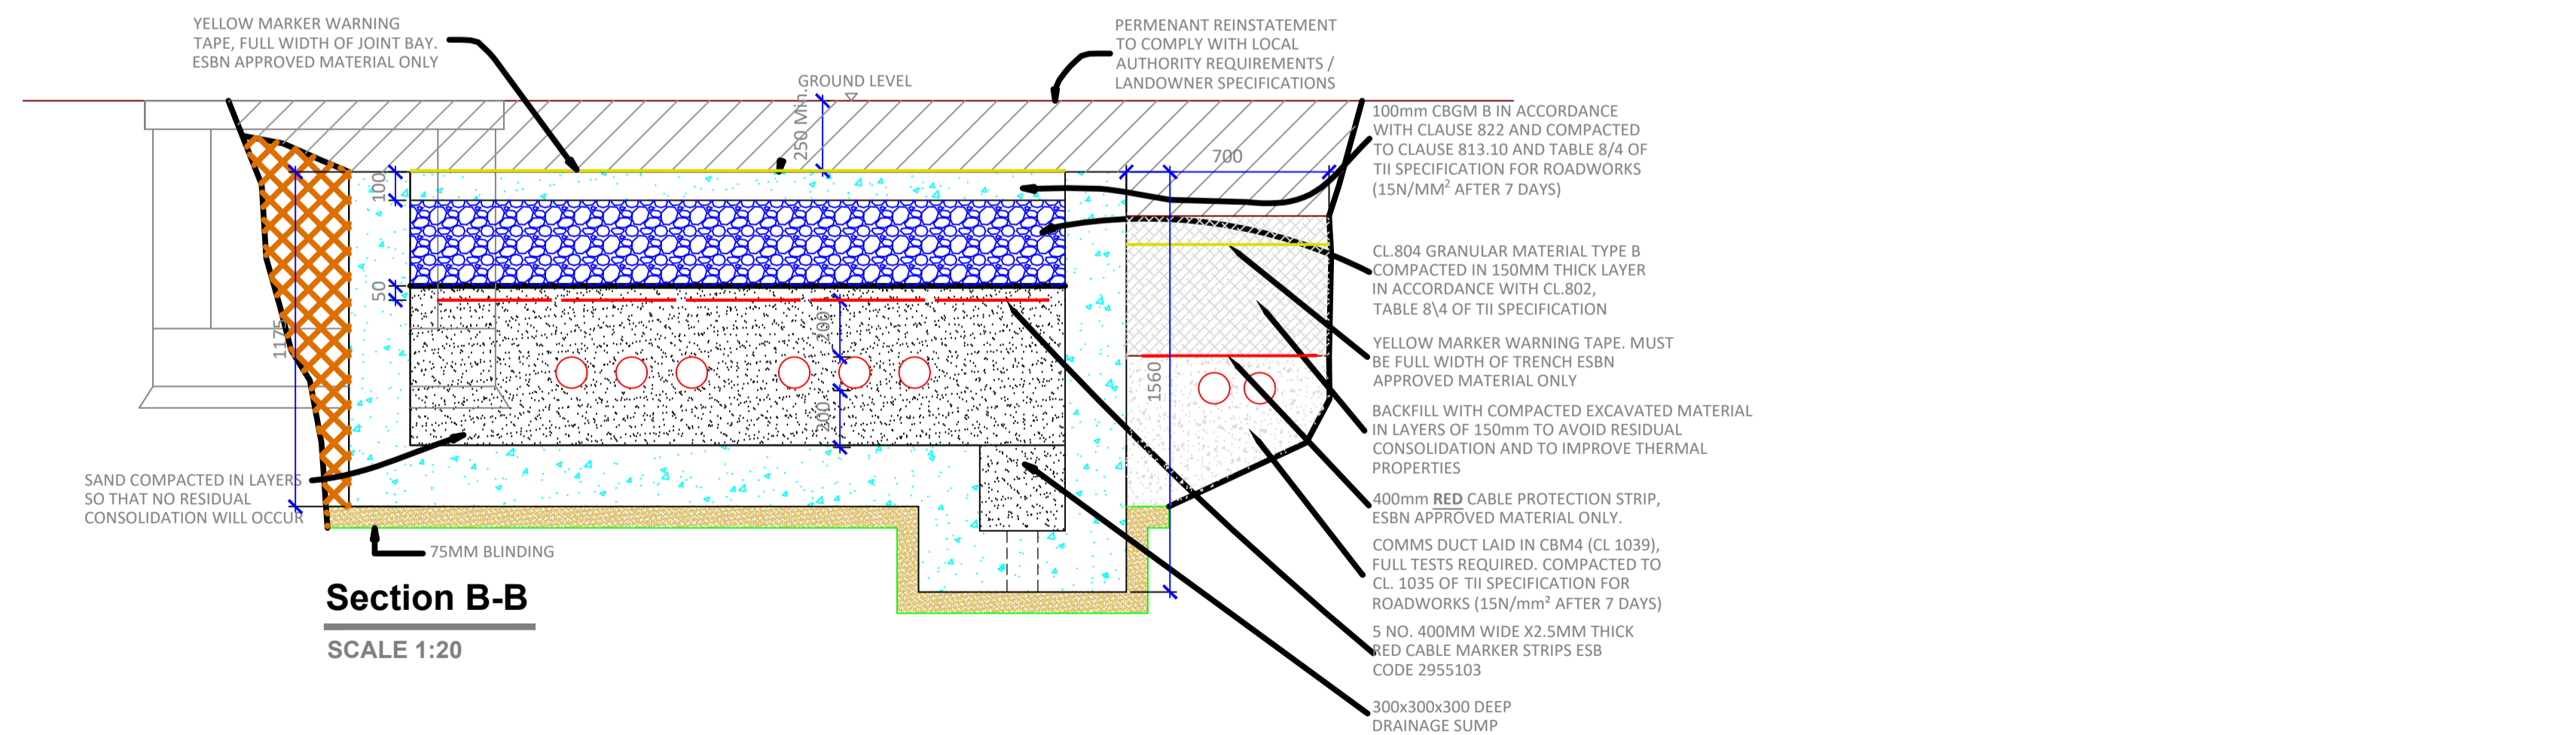 YELLOW MARKER WARNING
TAPE, FULL WIDTH OF JOINT BAY.
ESBN APPROVED MATERIAL ONLY
GROUND LEVEL
PERMENANT REINSTATEMENT
TO COMPLY WITH LOCAL
AUTHORITY REQUIREMENTS /
LANDOWNER SPECIFICATIONS
250 Min.
700
100
50
1175
200
200
1560
100mm CBGM B IN ACCORDANCE
WITH CLAUSE 822 AND COMPACTED
TO CLAUSE 813.10 AND TABLE 8/4 OF
TII SPECIFICATION FOR ROADWORKS
(15N/MM² AFTER 7 DAYS)
CL.804 GRANULAR MATERIAL TYPE B
COMPACTED IN 150MM THICK LAYER
IN ACCORDANCE WITH CL.802,
TABLE 8\4 OF TII SPECIFICATION
YELLOW MARKER WARNING TAPE. MUST
BE FULL WIDTH OF TRENCH ESBN
APPROVED MATERIAL ONLY
BACKFILL WITH COMPACTED EXCAVATED MATERIAL
IN LAYERS OF 150mm TO AVOID RESIDUAL
CONSOLIDATION AND TO IMPROVE THERMAL
PROPERTIES
400mm RED CABLE PROTECTION STRIP,
ESBN APPROVED MATERIAL ONLY.
COMMS DUCT LAID IN CBM4 (CL 1039),
FULL TESTS REQUIRED. COMPACTED TO
CL. 1035 OF TII SPECIFICATION FOR
ROADWORKS (15N/mm² AFTER 7 DAYS)
5 NO. 400MM WIDE X2.5MM THICK
RED CABLE MARKER STRIPS ESB
CODE 2955103
300x300x300 DEEP
DRAINAGE SUMP
SAND COMPACTED IN LAYERS
SO THAT NO RESIDUAL
CONSOLIDATION WILL OCCUR
75MM BLINDING
Section B-B
SCALE 1:20